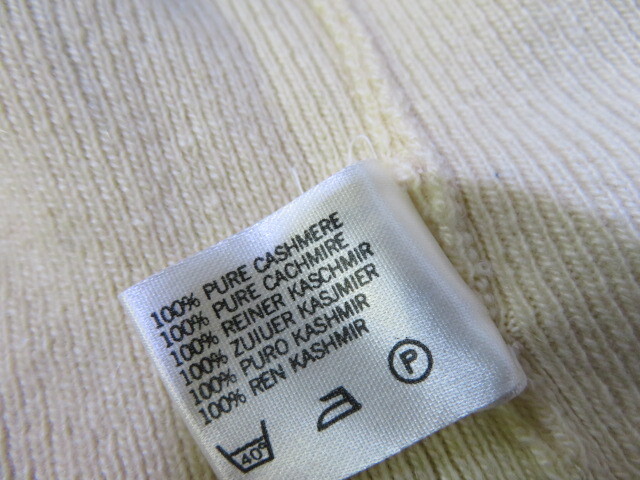 100% PURE CASHMERE
100% PURE CACHMIRE
100% REINER KASCHMIR
100% ZUIUER KASJMIER
100% PURO KASHMIR
100% REN KASHMIR
40°
P